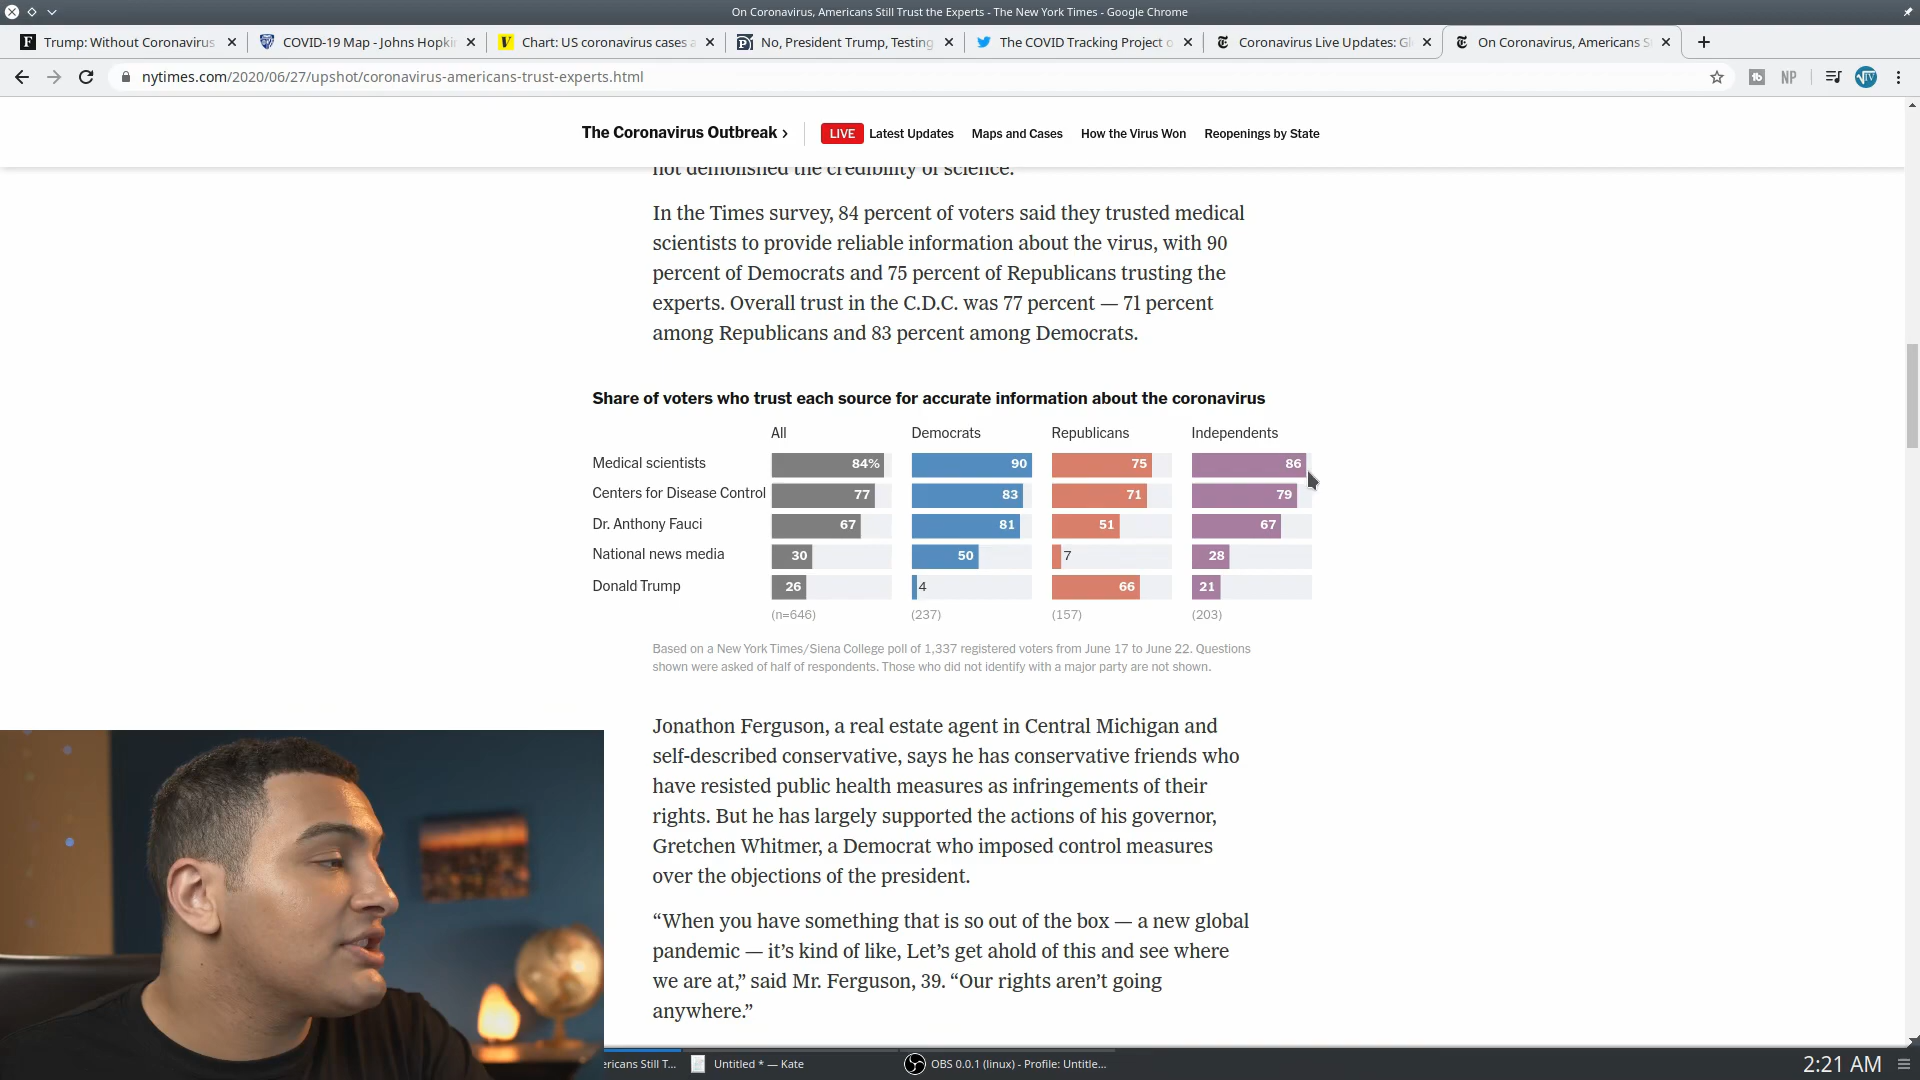 On Coronavirus, Americans Still Trust the Experts - The New York Times - Google Chrome
Trump: Without Coronavirus
COVID-19 Map - Johns Hopki
Chart: US coronavirus cases a
No, President Trump, Testing
The COVID Tracking Project o
Coronavirus Live Updates: Gl
On Coronavirus, Americans S
nytimes.com/2020/06/27/upshot/coronavirus-americans-trust-experts.html
NP
The Coronavirus Outbreak ›
LIVE Latest Updates Maps and Cases How the Virus Won Reopenings by State
not demolished the credibility of science.
In the Times survey, 84 percent of voters said they trusted medical
scientists to provide reliable information about the virus, with 90
percent of Democrats and 75 percent of Republicans trusting the
experts. Overall trust in the C.D.C. was 77 percent — 71 percent
among Republicans and 83 percent among Democrats.
Share of voters who trust each source for accurate information about the coronavirus
All Democrats Republicans Independents
Medical scientists 84% 90 75 86
Centers for Disease Control 77 83 71 79
Dr. Anthony Fauci 67 81 51 67
National news media 30 50 7 28
Donald Trump 26 4 66 21
(n=646) (237) (157) (203)
Based on a New York Times/Siena College poll of 1,337 registered voters from June 17 to June 22. Questions
shown were asked of half of respondents. Those who did not identify with a major party are not shown.
Jonathon Ferguson, a real estate agent in Central Michigan and
self-described conservative, says he has conservative friends who
have resisted public health measures as infringements of their
rights. But he has largely supported the actions of his governor,
Gretchen Whitmer, a Democrat who imposed control measures
over the objections of the president.
“When you have something that is so out of the box — a new global
pandemic — it’s kind of like, Let’s get ahold of this and see where
we are at,” said Mr. Ferguson, 39. “Our rights aren’t going
anywhere.”
ericans Still T...
Untitled * — Kate
OBS 0.0.1 (linux) - Profile: Untitle...
2:21 AM